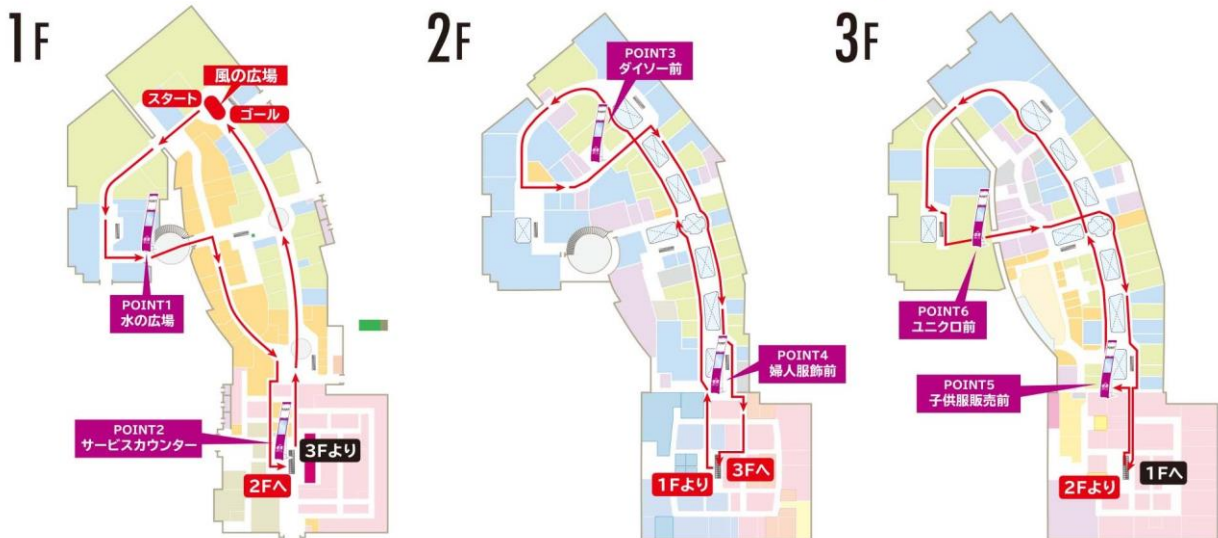 1F
風の広場
スタート
ゴール
POINT1
水の広場
POINT2
サービスカウンター
3Fより
2Fへ
2F
POINT3
ダイソー前
POINT4
婦人服飾前
1Fより
3Fへ
3F
POINT6
ユニクロ前
POINT5
子供服販売前
2Fより
1Fへ